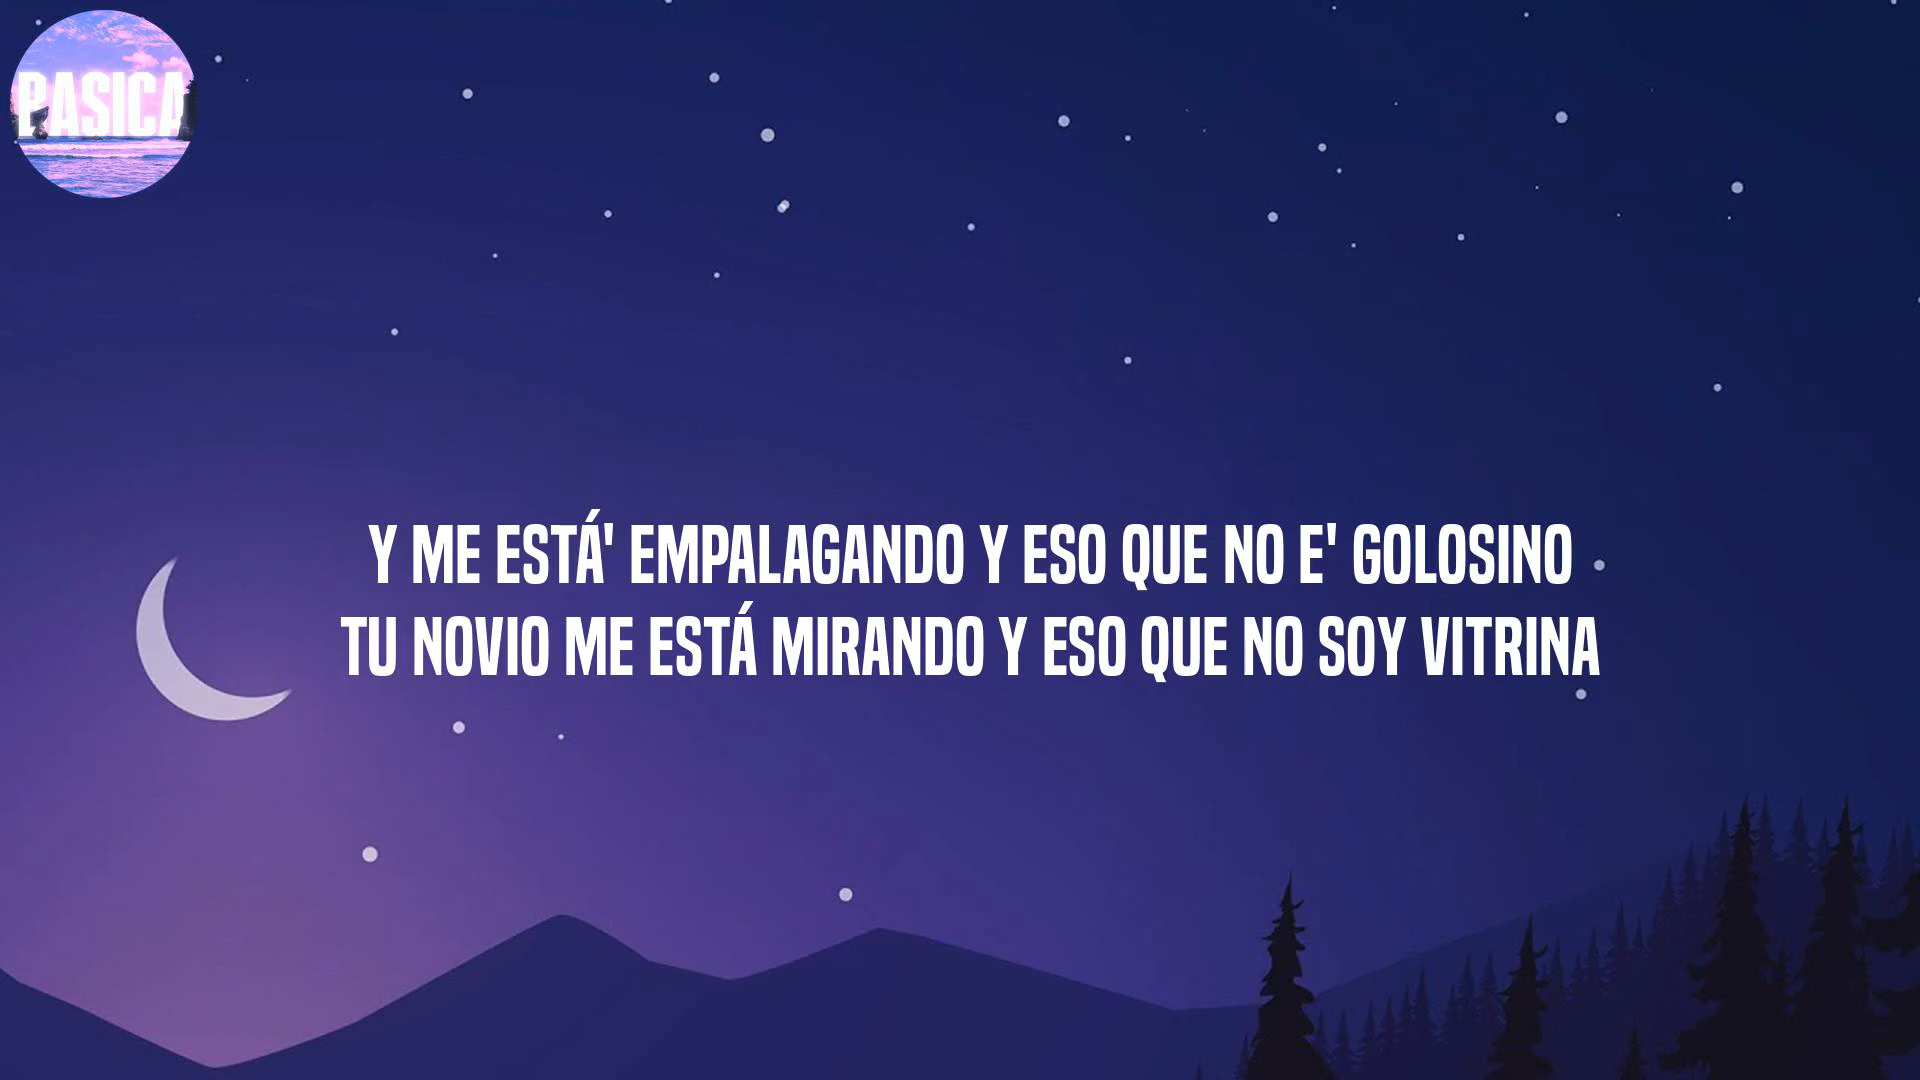 PASICA
Y ME ESTÁ' EMPALAGANDO Y ESO QUE NO E' GOLOSINO
TU NOVIO ME ESTÁ MIRANDO Y ESO QUE NO SOY VITRINA